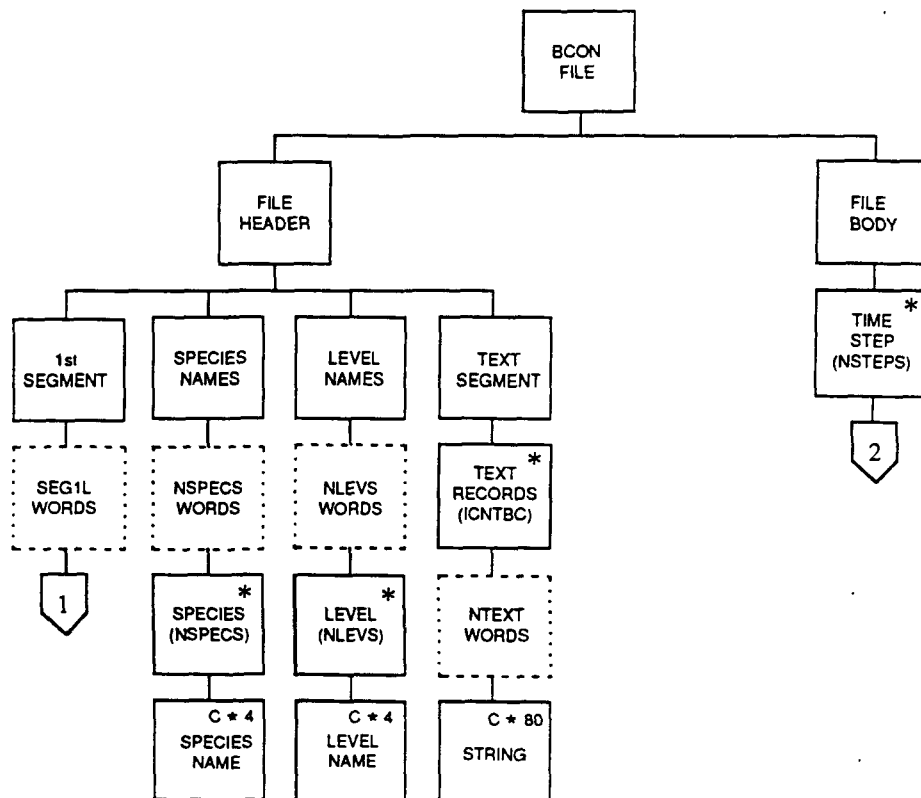 BCON
FILE
FILE
HEADER
FILE
BODY
1st
SEGMENT
SPECIES
NAMES
LEVEL
NAMES
TEXT
SEGMENT
*
TIME
STEP
(NSTEPS)
SEG1L
WORDS
NSPECS
WORDS
NLEVS
WORDS
*
TEXT
RECORDS
(ICNTBC)
2
1
*
SPECIES
(NSPECS)
*
LEVEL
(NLEVS)
NTEXT
WORDS
C * 4
SPECIES
NAME
C * 4
LEVEL
NAME
C * 80
STRING